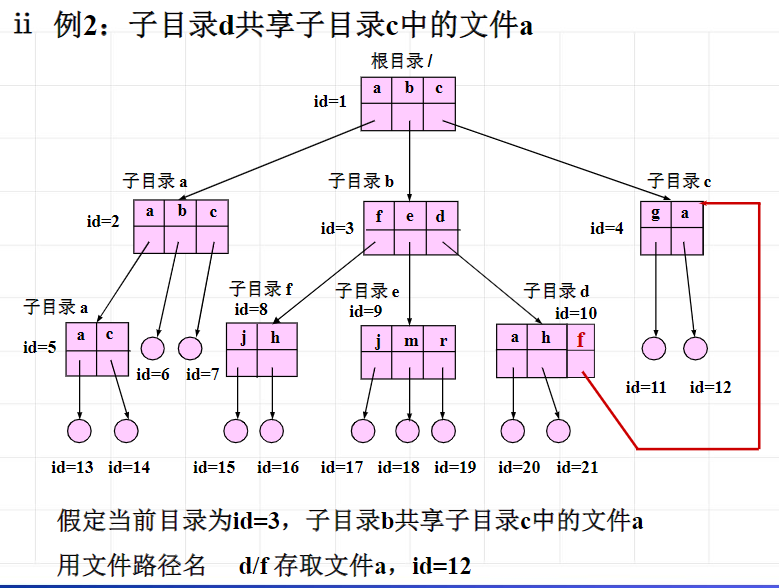 ii 例2：子目录d共享子目录c中的文件a
根目录 /
id=1
a b c
子目录 a
子目录 b
子目录 c
id=2
a b c
id=3
f e d
id=4
g a
子目录 a
子目录 f
id=8
子目录 e
id=9
子目录 d
id=10
id=5
a c
id=6
id=7
j h
j m r
a h f
id=11
id=12
id=13
id=14
id=15
id=16
id=17
id=18
id=19
id=20
id=21
假定当前目录为id=3，子目录b共享子目录c中的文件a
用文件路径名 d/f 存取文件a，id=12